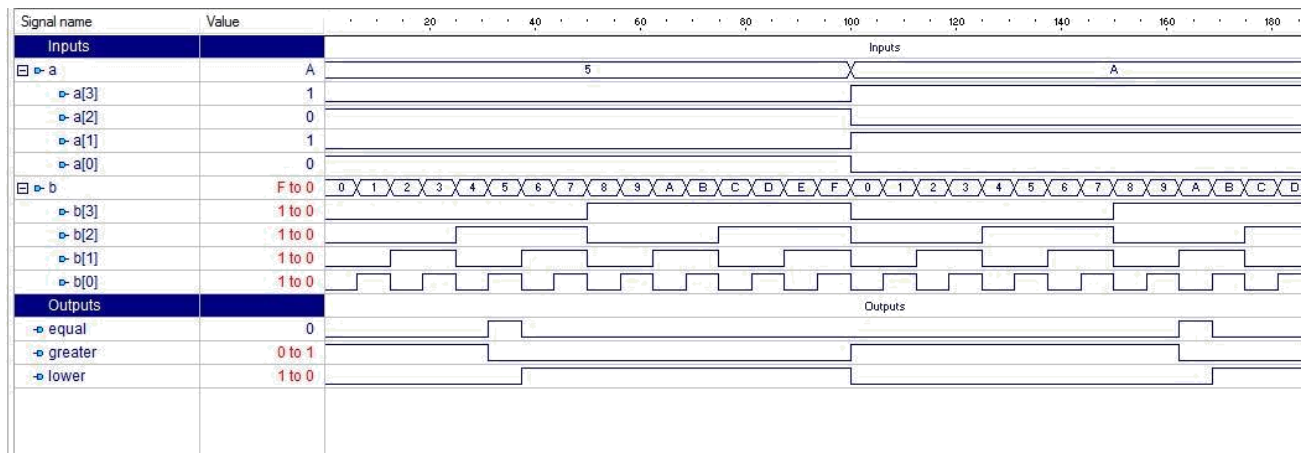 Signal name Value 20 40 60 80 100 120 140 160 180
Inputs Inputs
a A 5 A
a[3] 1
a[2] 0
a[1] 1
a[0] 0
b F to 0 0 1 2 3 4 5 6 7 8 9 A B C D E F 0 1 2 3 4 5 6 7 8 9 A B C D
b[3] 1 to 0
b[2] 1 to 0
b[1] 1 to 0
b[0] 1 to 0
Outputs Outputs
equal 0
greater 0 to 1
lower 1 to 0